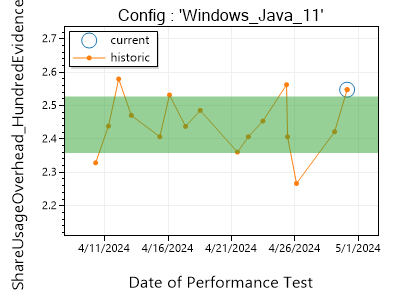 Config : 'Windows_Java_11'
current
historic
2.7
2.6
2.5
2.4
2.3
2.2
4/11/2024
4/16/2024
4/21/2024
4/26/2024
5/1/2024
Date of Performance Test
ShareUsageOverhead_HundredEvidence